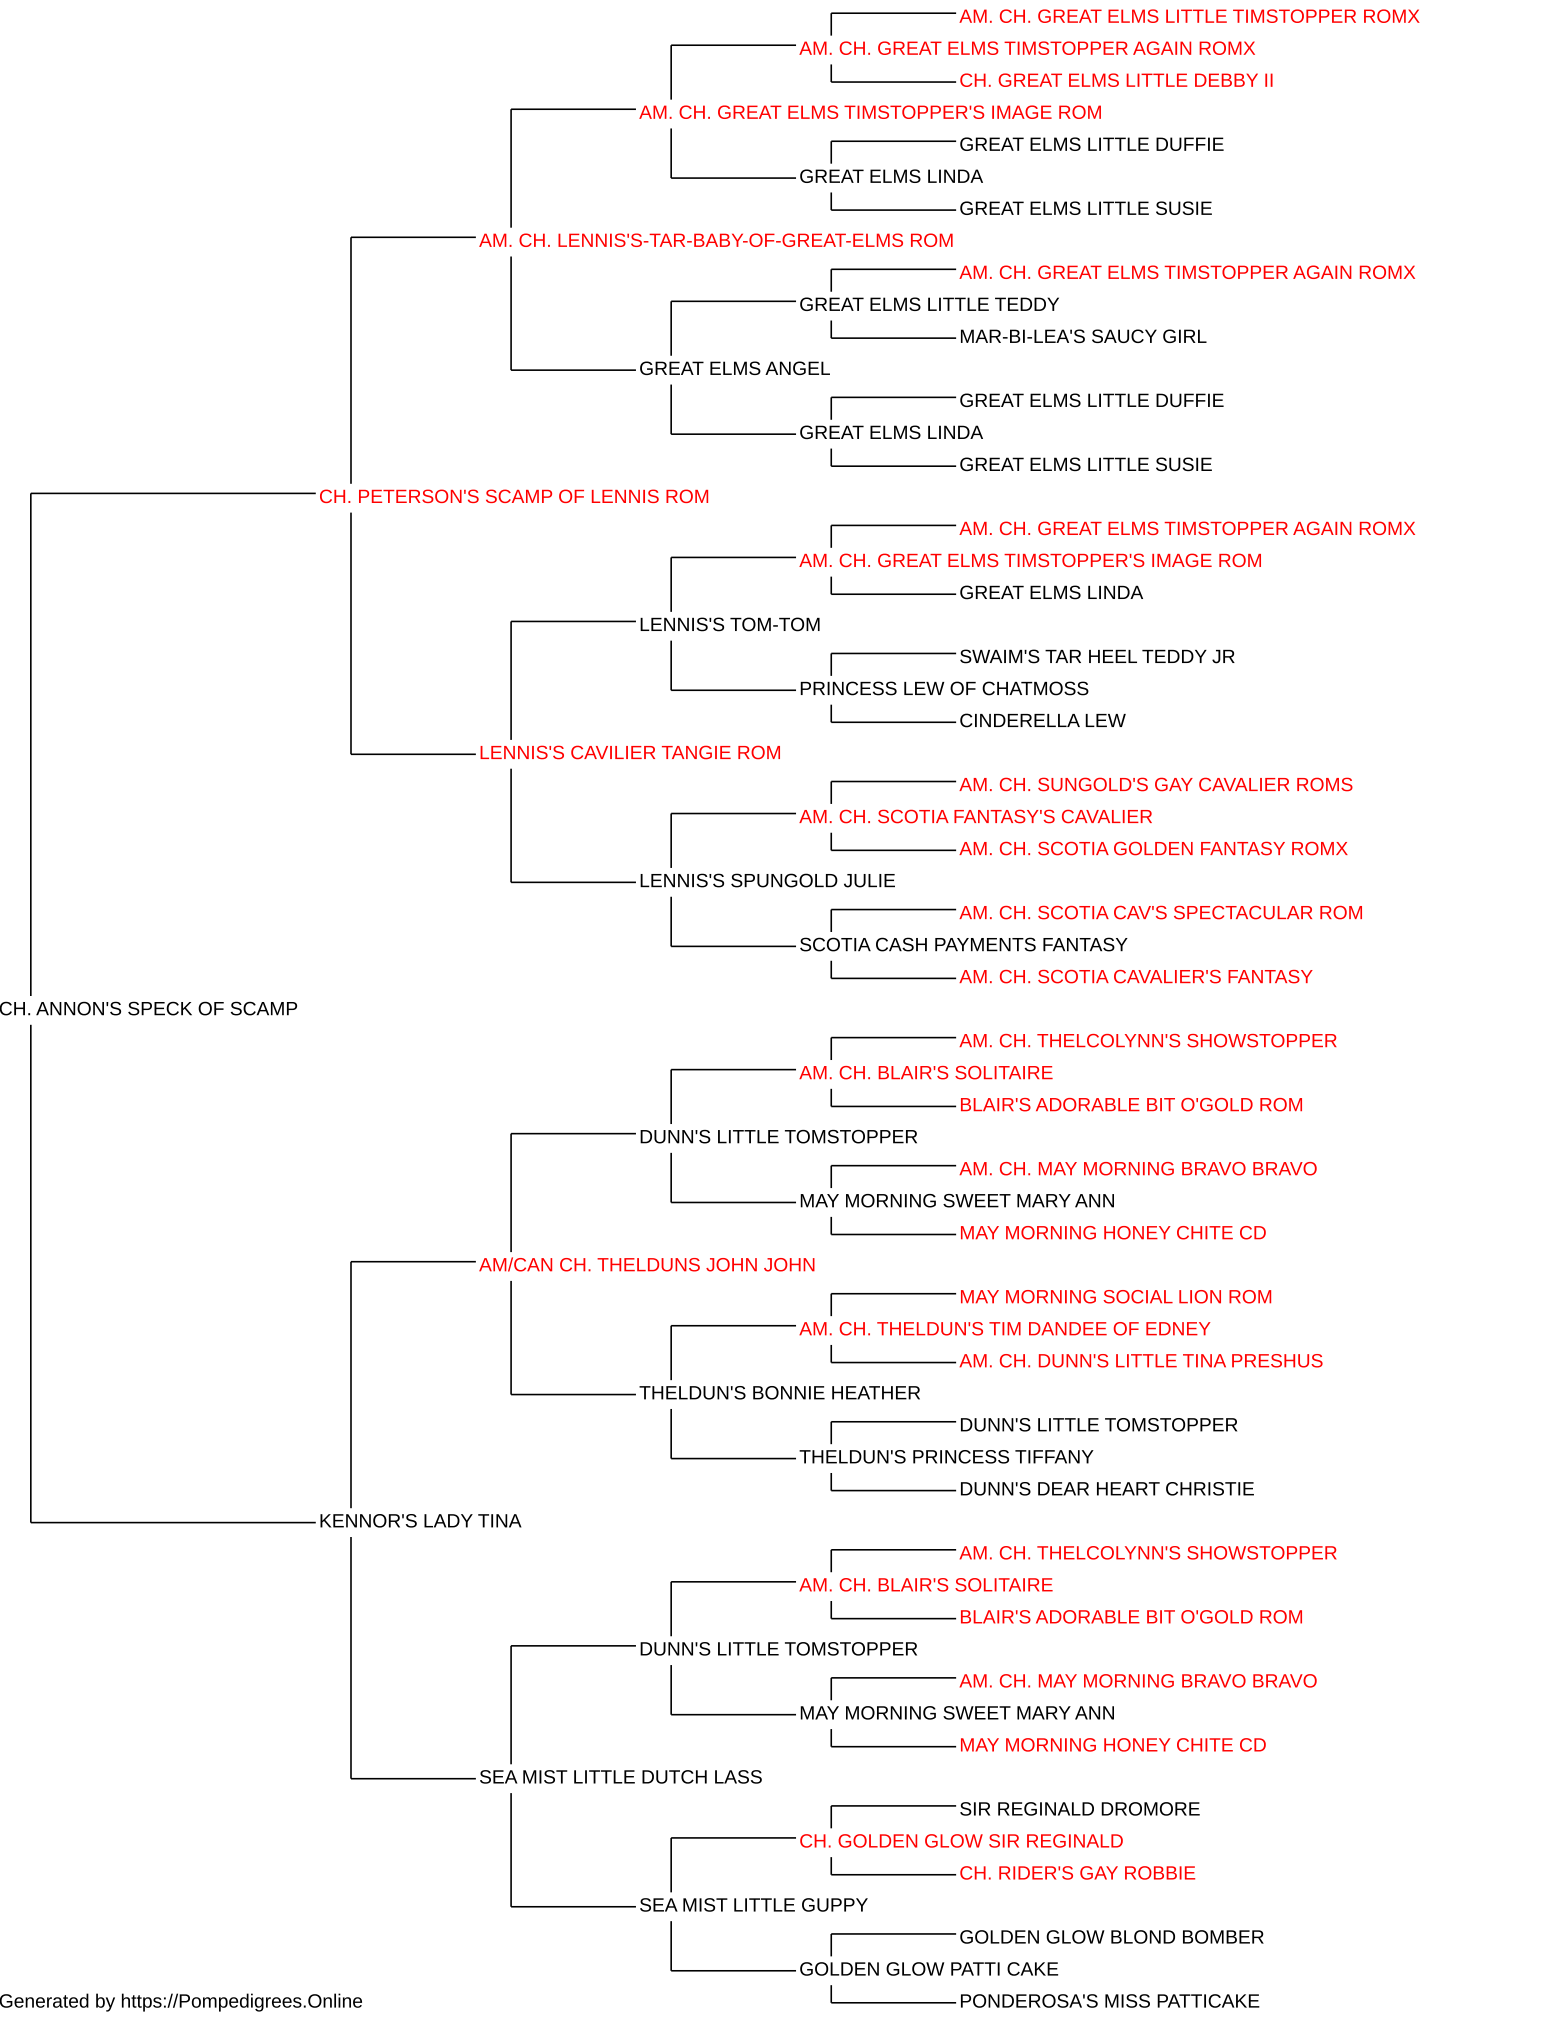 AM. CH. GREAT ELMS LITTLE TIMSTOPPER ROMX
AM. CH. GREAT ELMS TIMSTOPPER AGAIN ROMX
CH. GREAT ELMS LITTLE DEBBY II
AM. CH. GREAT ELMS TIMSTOPPER'S IMAGE ROM
GREAT ELMS LITTLE DUFFIE
GREAT ELMS LINDA
GREAT ELMS LITTLE SUSIE
AM. CH. LENNIS'S-TAR-BABY-OF-GREAT-ELMS ROM
AM. CH. GREAT ELMS TIMSTOPPER AGAIN ROMX
GREAT ELMS LITTLE TEDDY
MAR-BI-LEA'S SAUCY GIRL
GREAT ELMS ANGEL
GREAT ELMS LITTLE DUFFIE
GREAT ELMS LINDA
GREAT ELMS LITTLE SUSIE
CH. PETERSON'S SCAMP OF LENNIS ROM
AM. CH. GREAT ELMS TIMSTOPPER AGAIN ROMX
AM. CH. GREAT ELMS TIMSTOPPER'S IMAGE ROM
GREAT ELMS LINDA
LENNIS'S TOM-TOM
SWAIM'S TAR HEEL TEDDY JR
PRINCESS LEW OF CHATMOSS
CINDERELLA LEW
LENNIS'S CAVILIER TANGIE ROM
AM. CH. SUNGOLD'S GAY CAVALIER ROMS
AM. CH. SCOTIA FANTASY'S CAVALIER
AM. CH. SCOTIA GOLDEN FANTASY ROMX
LENNIS'S SPUNGOLD JULIE
AM. CH. SCOTIA CAV'S SPECTACULAR ROM
SCOTIA CASH PAYMENTS FANTASY
AM. CH. SCOTIA CAVALIER'S FANTASY
CH. ANNON'S SPECK OF SCAMP
AM. CH. THELCOLYNN'S SHOWSTOPPER
AM. CH. BLAIR'S SOLITAIRE
BLAIR'S ADORABLE BIT O'GOLD ROM
DUNN'S LITTLE TOMSTOPPER
AM. CH. MAY MORNING BRAVO BRAVO
MAY MORNING SWEET MARY ANN
MAY MORNING HONEY CHITE CD
AM/CAN CH. THELDUNS JOHN JOHN
MAY MORNING SOCIAL LION ROM
AM. CH. THELDUN'S TIM DANDEE OF EDNEY
AM. CH. DUNN'S LITTLE TINA PRESHUS
THELDUN'S BONNIE HEATHER
DUNN'S LITTLE TOMSTOPPER
THELDUN'S PRINCESS TIFFANY
DUNN'S DEAR HEART CHRISTIE
KENNOR'S LADY TINA
AM. CH. THELCOLYNN'S SHOWSTOPPER
AM. CH. BLAIR'S SOLITAIRE
BLAIR'S ADORABLE BIT O'GOLD ROM
DUNN'S LITTLE TOMSTOPPER
AM. CH. MAY MORNING BRAVO BRAVO
MAY MORNING SWEET MARY ANN
MAY MORNING HONEY CHITE CD
SEA MIST LITTLE DUTCH LASS
SIR REGINALD DROMORE
CH. GOLDEN GLOW SIR REGINALD
CH. RIDER'S GAY ROBBIE
SEA MIST LITTLE GUPPY
GOLDEN GLOW BLOND BOMBER
GOLDEN GLOW PATTI CAKE
PONDEROSA'S MISS PATTICAKE
Generated by https://Pompedigrees.Online